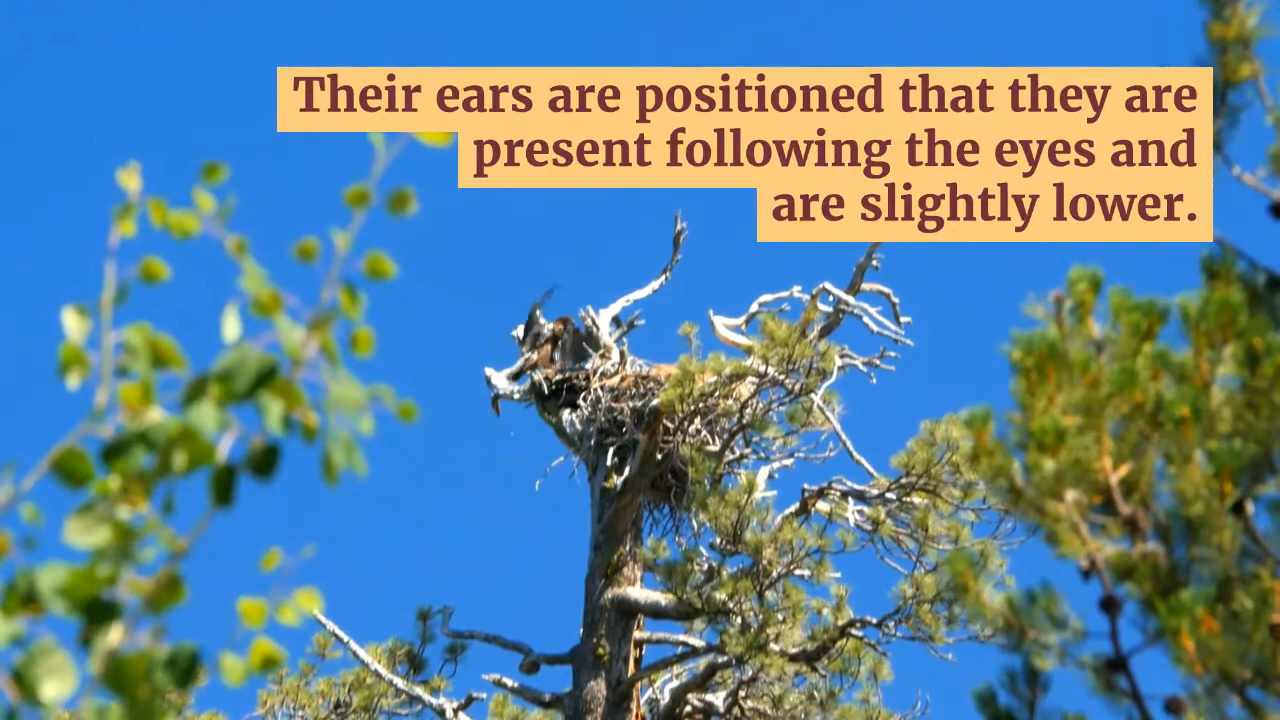 Their ears are positioned that they are
present following the eyes and
are slightly lower.